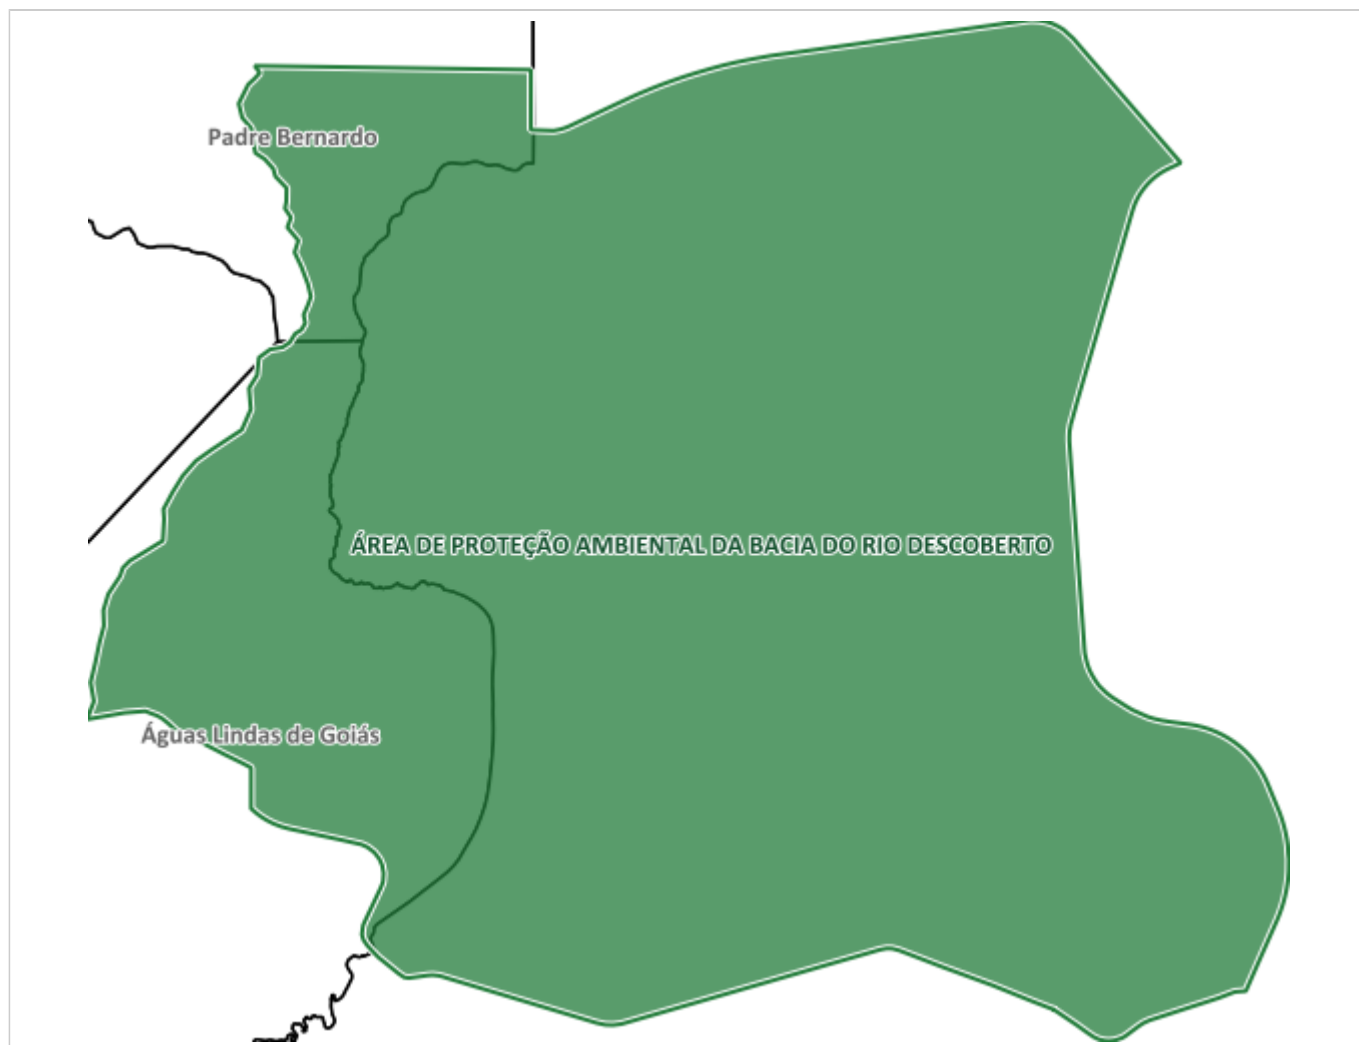 Padre Bernardo
ÁREA DE PROTEÇÃO AMBIENTAL DA BACIA DO RIO DESCOBERTO
Águas Lindas de Goiás